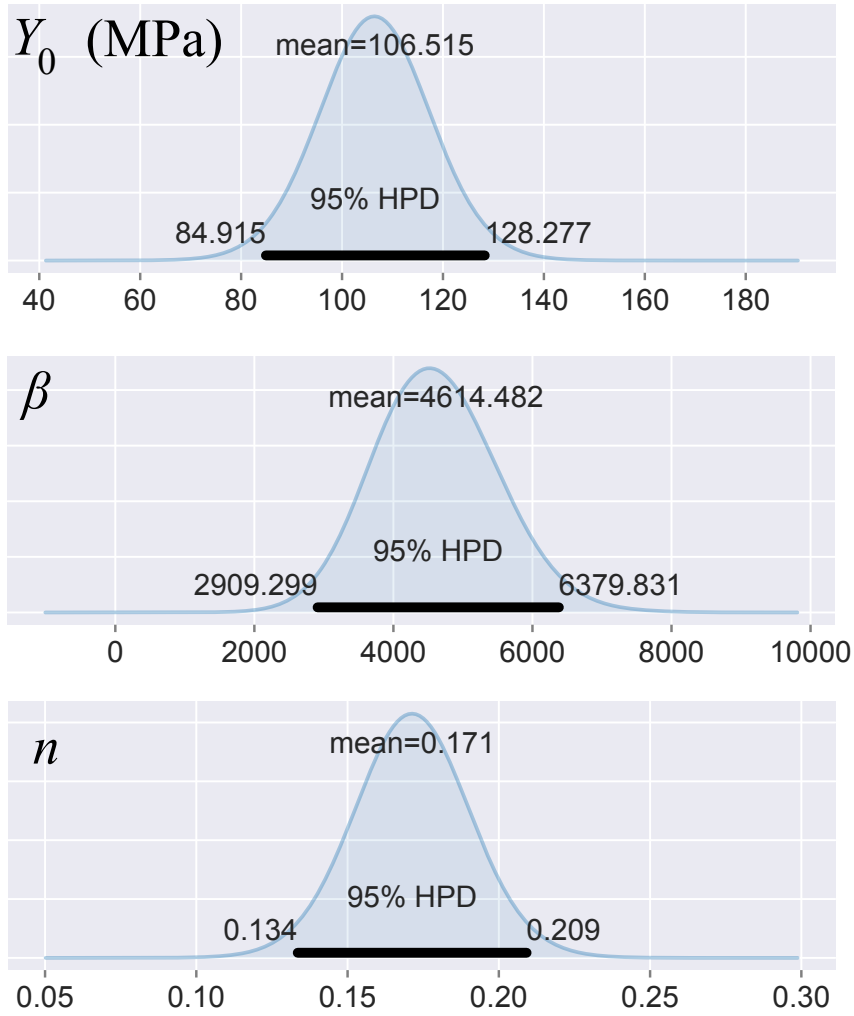 Y0 (MPa)
mean=106.515
95% HPD
84.915 128.277
40 60 80 100 120 140 160 180
β
mean=4614.482
95% HPD
2909.299 6379.831
0 2000 4000 6000 8000 10000
n
mean=0.171
95% HPD
0.134 0.209
0.05 0.10 0.15 0.20 0.25 0.30